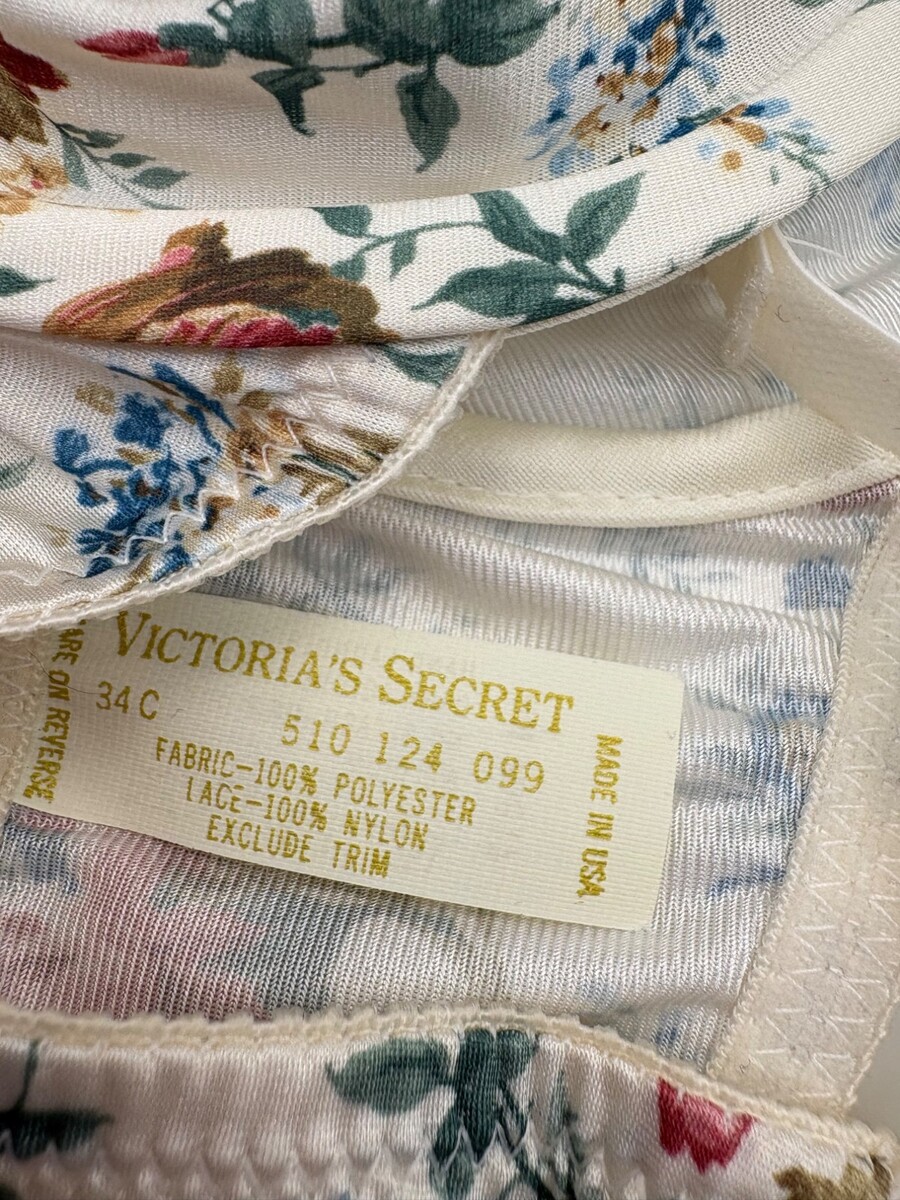 VICTORIA'S SECRET
34C
510 124 099
FABRIC-100% POLYESTER
LACE-100% NYLON
EXCLUDE TRIM
MADE IN USA
CARE ON REVERSE